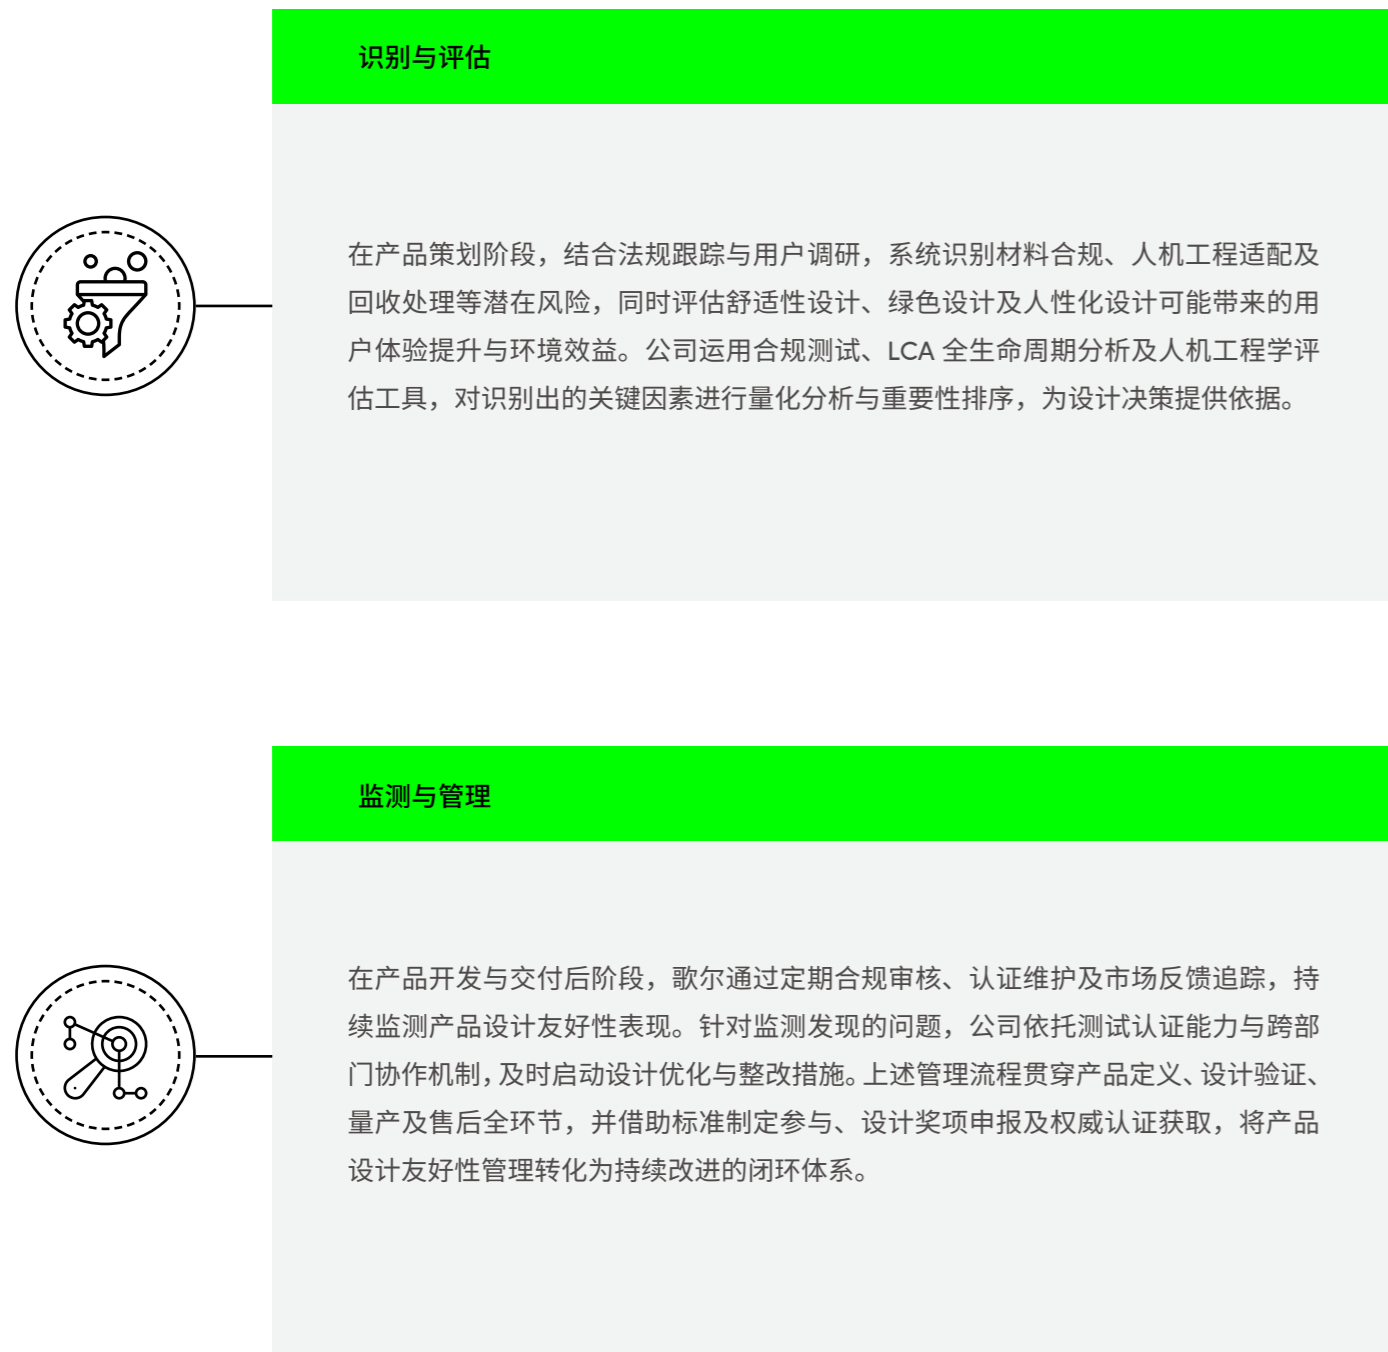 识别与评估
在产品策划阶段，结合法规跟踪与用户调研，系统识别材料合规、人机工程适配及
回收处理等潜在风险，同时评估舒适性设计、绿色设计及人性化设计可能带来的用
户体验提升与环境效益。公司运用合规测试、LCA 全生命周期分析及人机工程学评
估工具，对识别出的关键因素进行量化分析与重要性排序，为设计决策提供依据。
监测与管理
在产品开发与交付后阶段，歌尔通过定期合规审核、认证维护及市场反馈追踪，持
续监测产品设计友好性表现。针对监测发现的问题，公司依托测试认证能力与跨部
门协作机制，及时启动设计优化与整改措施。上述管理流程贯穿产品定义、设计验证、
量产及售后全环节，并借助标准制定参与、设计奖项申报及权威认证获取，将产品
设计友好性管理转化为持续改进的闭环体系。